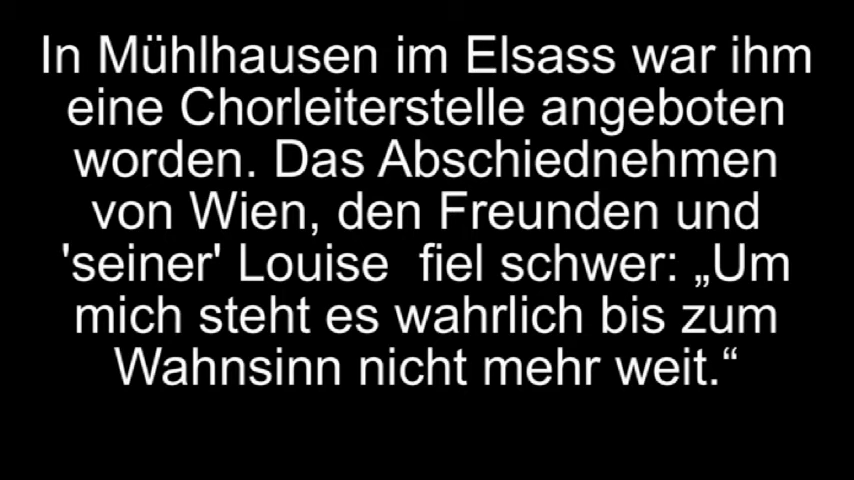 In Mühlhausen im Elsass war ihm
eine Chorleiterstelle angeboten
worden. Das Abschiednehmen
von Wien, den Freunden und
'seiner' Louise  fiel schwer: „Um
mich steht es wahrlich bis zum
Wahnsinn nicht mehr weit.“